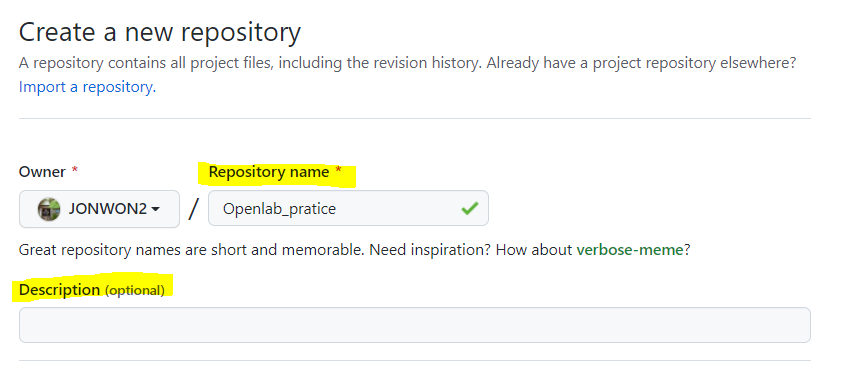 Create a new repository
A repository contains all project files, including the revision history. Already have a project repository elsewhere?
Import a repository.
Owner *
Repository name *
JONWON2
/
Openlab_pratice
Great repository names are short and memorable. Need inspiration? How about verbose-meme?
Description (optional)